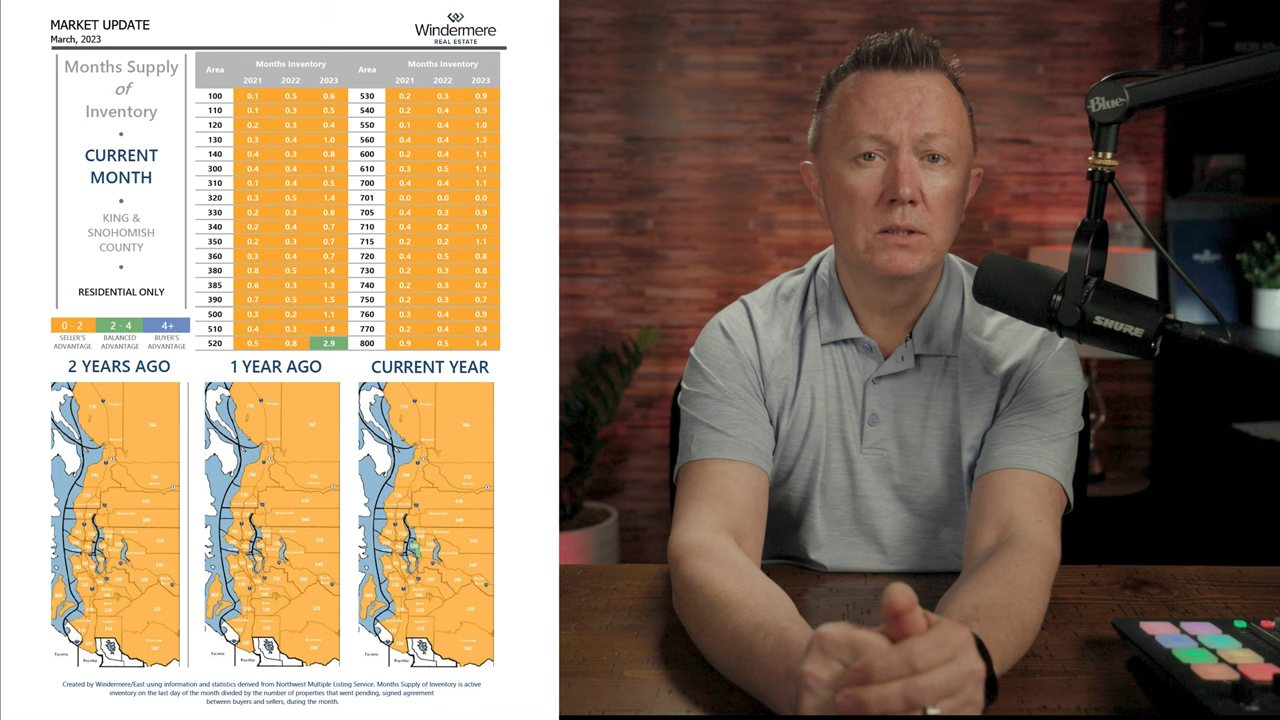 MARKET UPDATE
March, 2023
Windermere
REAL ESTATE
Months Supply
of
Inventory
•
CURRENT
MONTH
•
KING &
SNOHOMISH
COUNTY
•
RESIDENTIAL ONLY
0 - 2 2 - 4 4+
SELLER'S ADVANTAGE BALANCED ADVANTAGE BUYER'S ADVANTAGE
Area Months Inventory Area Months Inventory
2021 2022 2023 2021 2022 2023
100 0.1 0.5 0.6 530 0.2 0.3 0.9
110 0.1 0.3 0.5 540 0.2 0.4 0.9
120 0.2 0.3 0.4 550 0.1 0.4 1.0
130 0.3 0.4 1.0 560 0.4 0.4 1.3
140 0.4 0.3 0.8 600 0.2 0.4 1.1
300 0.4 0.4 1.3 610 0.3 0.5 1.1
310 0.1 0.4 0.5 700 0.4 0.4 1.1
320 0.3 0.5 1.4 701 0.0 0.0 0.0
330 0.2 0.3 0.8 705 0.4 0.3 0.9
340 0.2 0.4 0.7 710 0.4 0.2 1.0
350 0.2 0.3 0.7 715 0.2 0.2 1.1
360 0.3 0.4 0.7 720 0.4 0.5 0.8
380 0.8 0.5 1.4 730 0.2 0.3 0.8
385 0.6 0.3 1.3 740 0.2 0.3 0.7
390 0.7 0.5 1.5 750 0.2 0.3 0.7
500 0.3 0.2 1.1 760 0.3 0.4 0.9
510 0.4 0.3 1.8 770 0.2 0.4 0.9
520 0.5 0.8 2.9 800 0.9 0.5 1.4
2 YEARS AGO 1 YEAR AGO CURRENT YEAR
Created by Windermere/East using information and statistics derived from Northwest Multiple Listing Service. Months Supply of Inventory is active
inventory on the last day of the month divided by the number of properties that went pending, signed agreement
between buyers and sellers, during the month.
Blue
SHURE